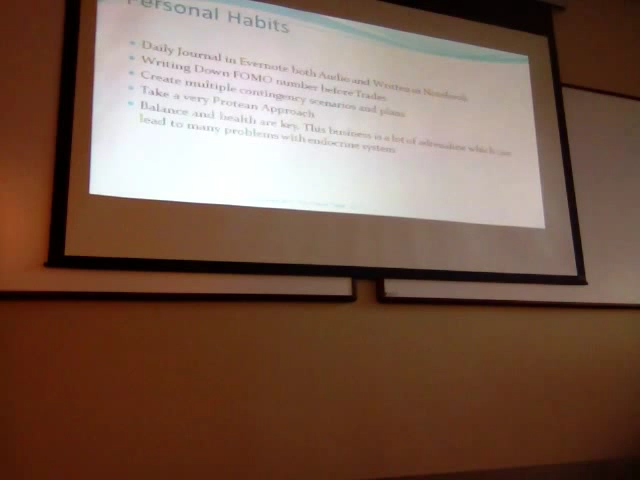 Personal Habits
Daily Journal in Evernote both Audio and Written in Notebook
Writing Down FOMO number before Trades
Create multiple contingency scenarios and plans
Take a very Protean Approach
Balance and health are key. This business is a lot of adrenaline which can
lead to many problems with endocrine system